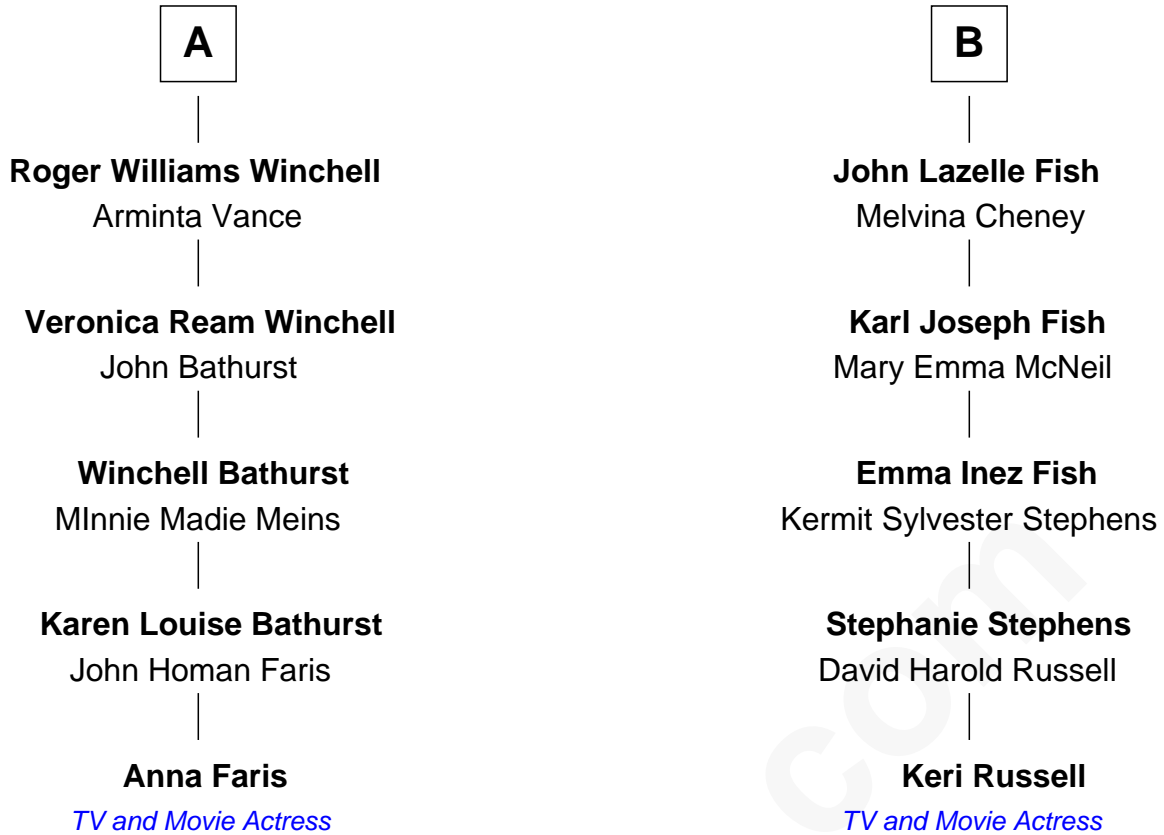 A
Roger Williams Winchell
Arminta Vance
Veronica Ream Winchell
John Bathurst
Winchell Bathurst
MInnie Madie Meins
Karen Louise Bathurst
John Homan Faris
Anna Faris
TV and Movie Actress
B
John Lazelle Fish
Melvina Cheney
Karl Joseph Fish
Mary Emma McNeil
Emma Inez Fish
Kermit Sylvester Stephens
Stephanie Stephens
David Harold Russell
Keri Russell
TV and Movie Actress
com